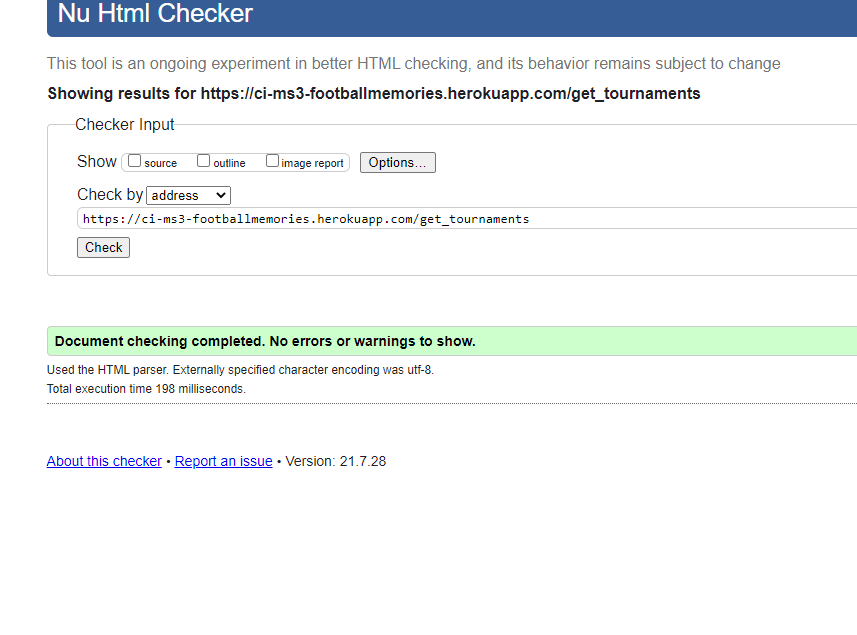 Nu Html Checker
This tool is an ongoing experiment in better HTML checking, and its behavior remains subject to change
Showing results for https://ci-ms3-footballmemories.herokuapp.com/get_tournaments
Checker Input
Show source outline image report Options...
Check by address
https://ci-ms3-footballmemories.herokuapp.com/get_tournaments
Check
Document checking completed. No errors or warnings to show.
Used the HTML parser. Externally specified character encoding was utf-8.
Total execution time 198 milliseconds.
About this checker • Report an issue • Version: 21.7.28